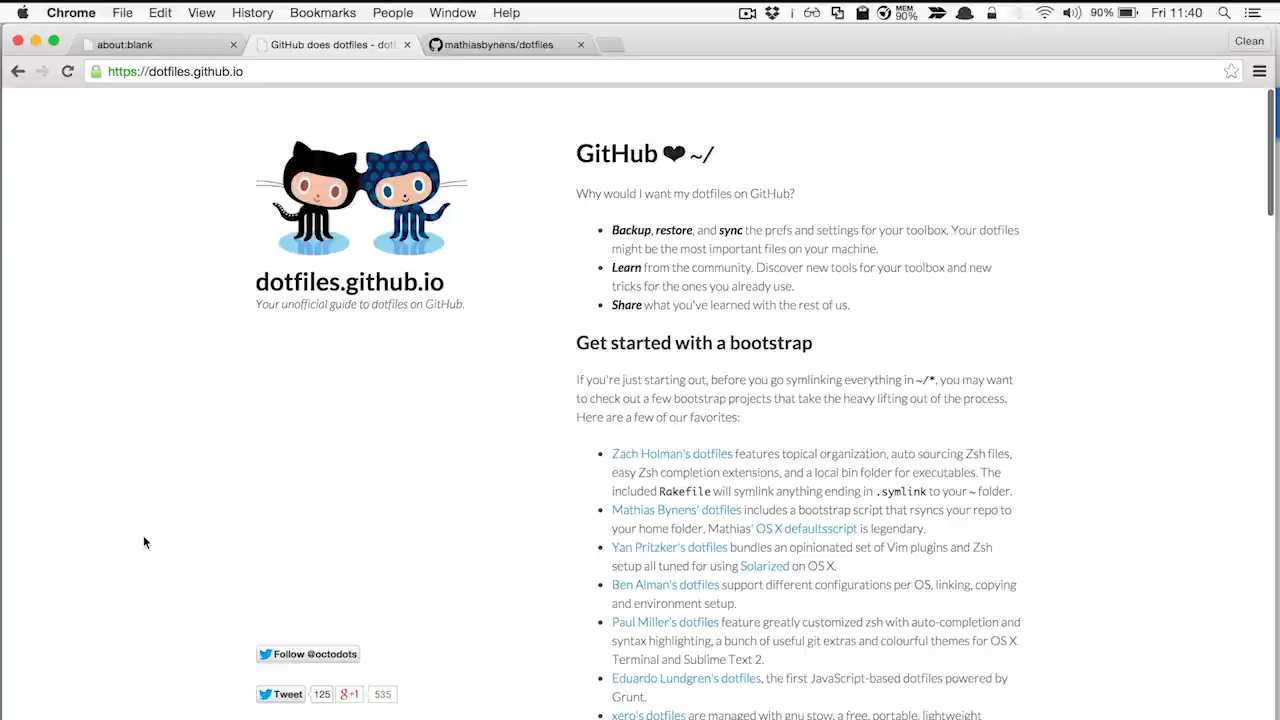 Chrome File Edit View History Bookmarks People Window Help MEM 90% 90% Fri 11:40
about:blank GitHub does dotfiles - dotf mathiasbynens/dotfiles Clean
https://dotfiles.github.io
dotfiles.github.io
Your unofficial guide to dotfiles on GitHub.
Follow @octodots
Tweet 125 g+1 535
GitHub ❤ ~/
Why would I want my dotfiles on GitHub?
• Backup, restore, and sync the prefs and settings for your toolbox. Your dotfiles
might be the most important files on your machine.
• Learn from the community. Discover new tools for your toolbox and new
tricks for the ones you already use.
• Share what you've learned with the rest of us.
Get started with a bootstrap
If you're just starting out, before you go symlinking everything in ~/*, you may want
to check out a few bootstrap projects that take the heavy lifting out of the process.
Here are a few of our favorites:
• Zach Holman's dotfiles features topical organization, auto sourcing Zsh files,
easy Zsh completion extensions, and a local bin folder for executables. The
included Rakefile will symlink anything ending in .symlink to your ~ folder.
• Mathias Bynens' dotfiles includes a bootstrap script that rsyncs your repo to
your home folder. Mathias' OS X defaultsscript is legendary.
• Yan Pritzker's dotfiles bundles an opinionated set of Vim plugins and Zsh
setup all tuned for using Solarized on OS X.
• Ben Alman's dotfiles support different configurations per OS, linking, copying
and environment setup.
• Paul Miller's dotfiles feature greatly customized zsh with auto-completion and
syntax highlighting, a bunch of useful git extras and colourful themes for OS X
Terminal and Sublime Text 2.
• Eduardo Lundgren's dotfiles, the first JavaScript-based dotfiles powered by
Grunt.
• xero's dotfiles are managed with gnu stow, a free, portable, lightweight